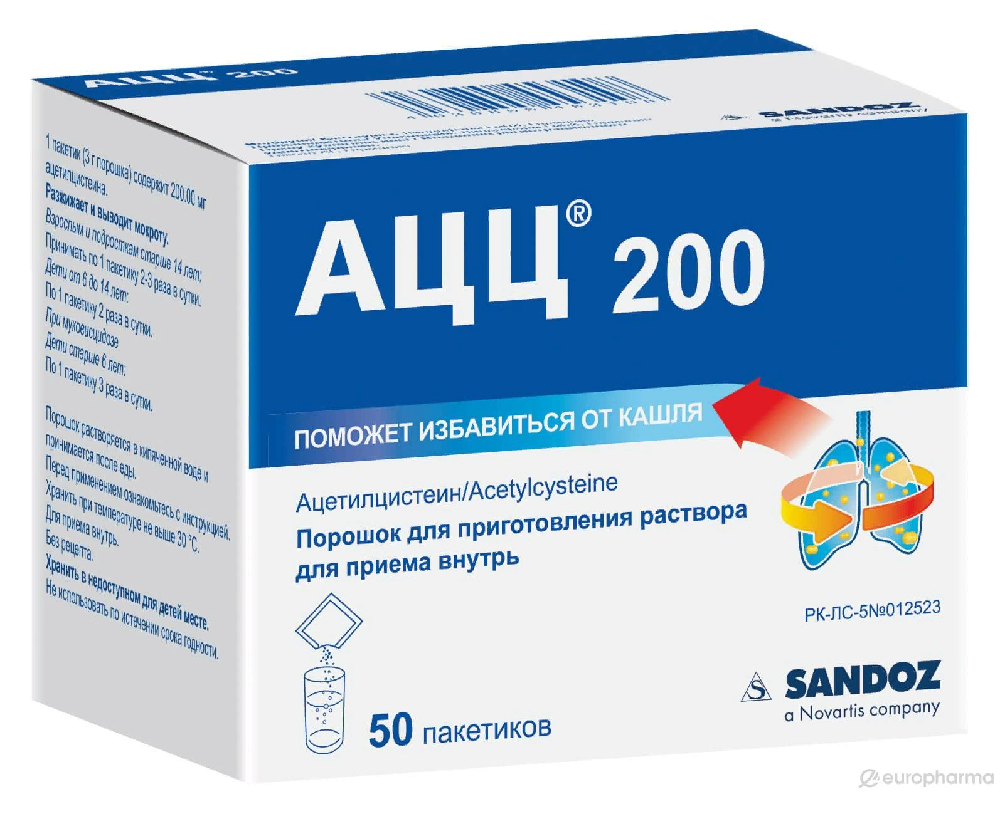 АЦЦ® 200
SANDOZ
a Novartis company
1 пакетик (3 г порошка) содержит 200.00 мг
ацетилцистеина.
Разжижает и выводит мокроту.
Взрослым и подросткам старше 14 лет:
Принимать по 1 пакетику 2-3 раза в сутки.
Дети от 6 до 14 лет:
По 1 пакетику 2 раза в сутки.
При муковисцидозе
Дети старше 6 лет:
По 1 пакетику 3 раза в сутки.
Порошок растворяется в кипяченной воде и
принимается после еды.
Перед применением ознакомьтесь с инструкцией.
Хранить при температуре не выше 30 °C.
Для приема внутрь.
Без рецепта.
Хранить в недоступном для детей месте.
Не использовать по истечении срока годности.
АЦЦ® 200
ПОМОЖЕТ ИЗБАВИТЬСЯ ОТ КАШЛЯ
Ацетилцистеин/Acetylcysteine
Порошок для приготовления раствора
для приема внутрь
РК-ЛС-5№012523
50 пакетиков
S SANDOZ
a Novartis company
europharma